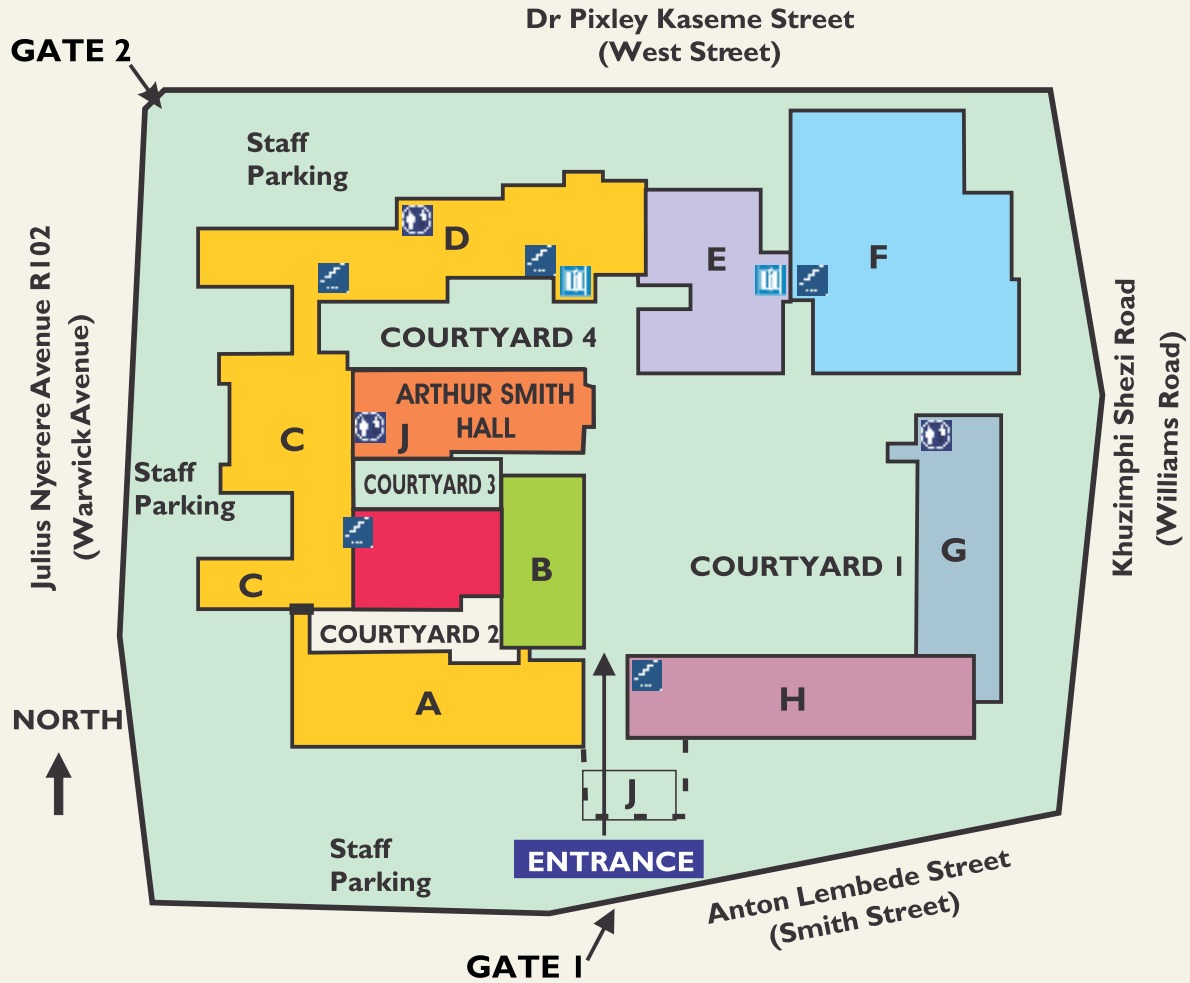 Dr Pixley Kaseme Street
(West Street)
GATE 2
Staff
Parking
D
E
F
COURTYARD 4
Julius Nyerere Avenue R102
(Warwick Avenue)
Khuzimphi Shezi Road
(Williams Road)
ARTHUR SMITH
HALL
J
C
COURTYARD 3
Staff
Parking
B
COURTYARD 1
G
C
COURTYARD 2
A
H
NORTH
J
Staff
Parking
ENTRANCE
Anton Lembede Street
(Smith Street)
GATE 1